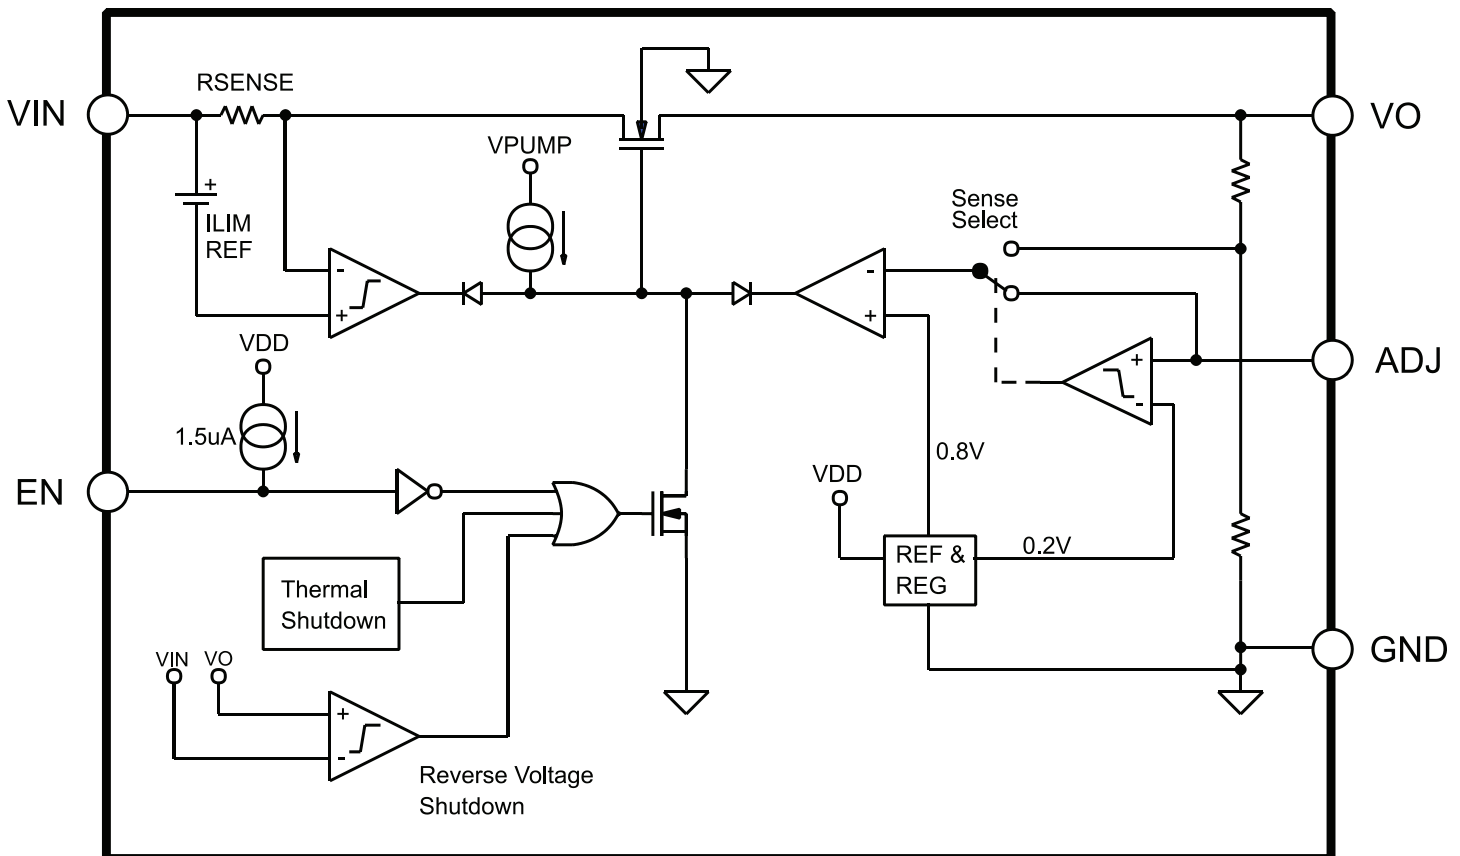 RSENSE
VIN
VO
VPUMP
+
ILIM
REF
Sense
Select
-
+
-
+
VDD
1.5uA
+
-
ADJ
0.8V
EN
VDD
0.2V
REF &
REG
Thermal
Shutdown
GND
VIN
VO
+
-
Reverse Voltage
Shutdown